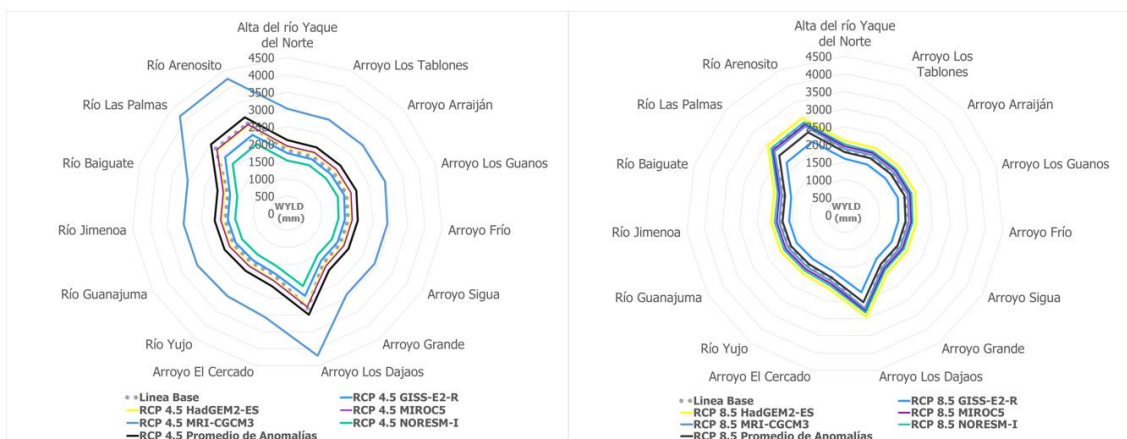 Alta del río Yaque
del Norte
4500
4000
3500
3000
2500
2000
1500
1000
500
0
WYLD
(mm)
Arroyo Los Tablones
Arroyo Arraiján
Arroyo Los Guanos
Arroyo Frío
Arroyo Sigua
Arroyo Grande
Arroyo Los Dajaos
Arroyo El Cercado
Río Yujo
Río Guanajuma
Río Jimenoa
Río Baiguate
Río Las Palmas
Río Arenosito
Linea Base
RCP 4.5 GISS-E2-R
RCP 4.5 HadGEM2-ES
RCP 4.5 MIROC5
RCP 4.5 MRI-CGCM3
RCP 4.5 NORESM-I
RCP 4.5 Promedio de Anomalías
Alta del río Yaque
del Norte
4500
4000
3500
3000
2500
2000
1500
1000
500
0
WYLD
(mm)
Arroyo Los
Tablones
Arroyo Arraiján
Arroyo Los Guanos
Arroyo Frío
Arroyo Sigua
Arroyo Grande
Arroyo Los Dajaos
Arroyo El Cercado
Río Yujo
Río Guanajuma
Río Jimenoa
Río Baiguate
Río Las Palmas
Río Arenosito
Linea Base
RCP 8.5 GISS-E2-R
RCP 8.5 HadGEM2-ES
RCP 8.5 MIROC5
RCP 8.5 MRI-CGCM3
RCP 8.5 NORESM-I
RCP 8.5 Promedio de Anomalías